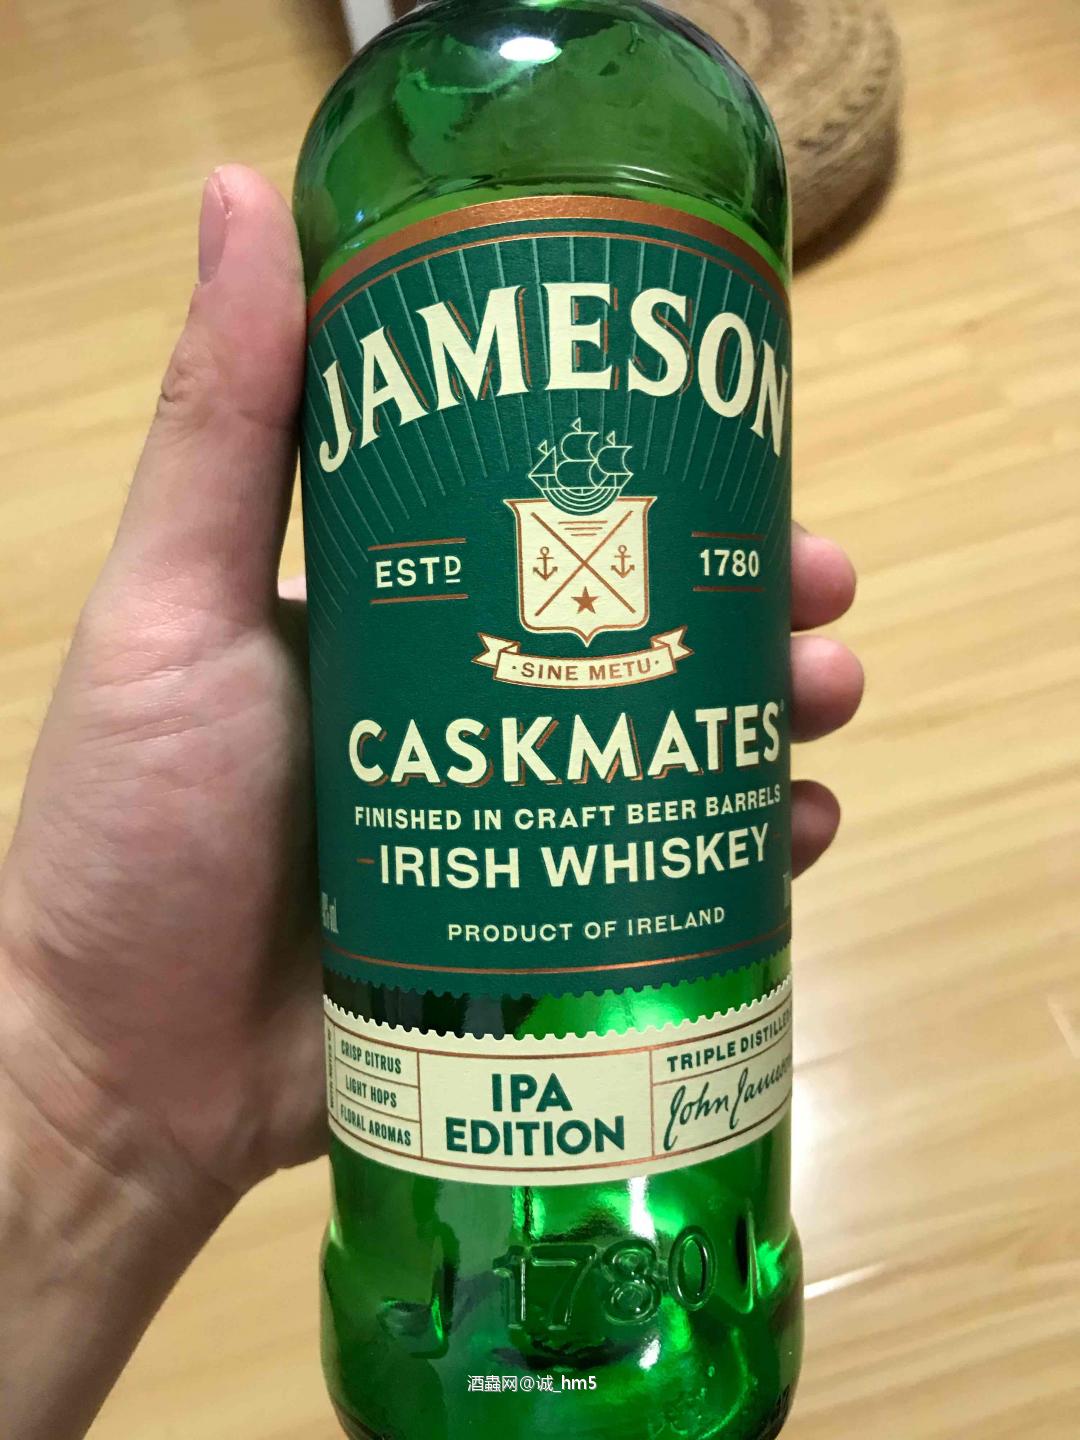 JAMESON
ESTD 1780
·SINE METU·
CASKMATES
FINISHED IN CRAFT BEER BARRELS
IRISH WHISKEY
PRODUCT OF IRELAND
CRISP CITRUS
LIGHT HOPS
FLORAL AROMAS
IPA
EDITION
TRIPLE DISTILLED
John Jameson
1780
酒蟲网@诚_hm5